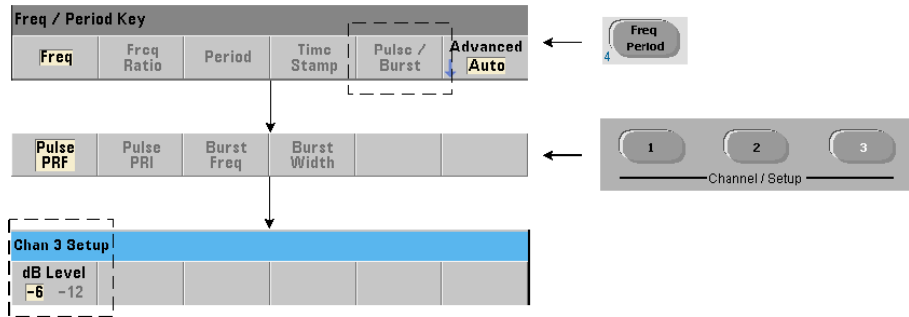 Freq / Period Key
Freq
Freq
Ratio
Period
Time
Stamp
Pulse /
Burst
Advanced
Auto
Freq
Period
4
Pulse
PRF
Pulse
PRI
Burst
Freq
Burst
Width
1
2
3
Channel / Setup
Chan 3 Setup
dB Level
-6 -12